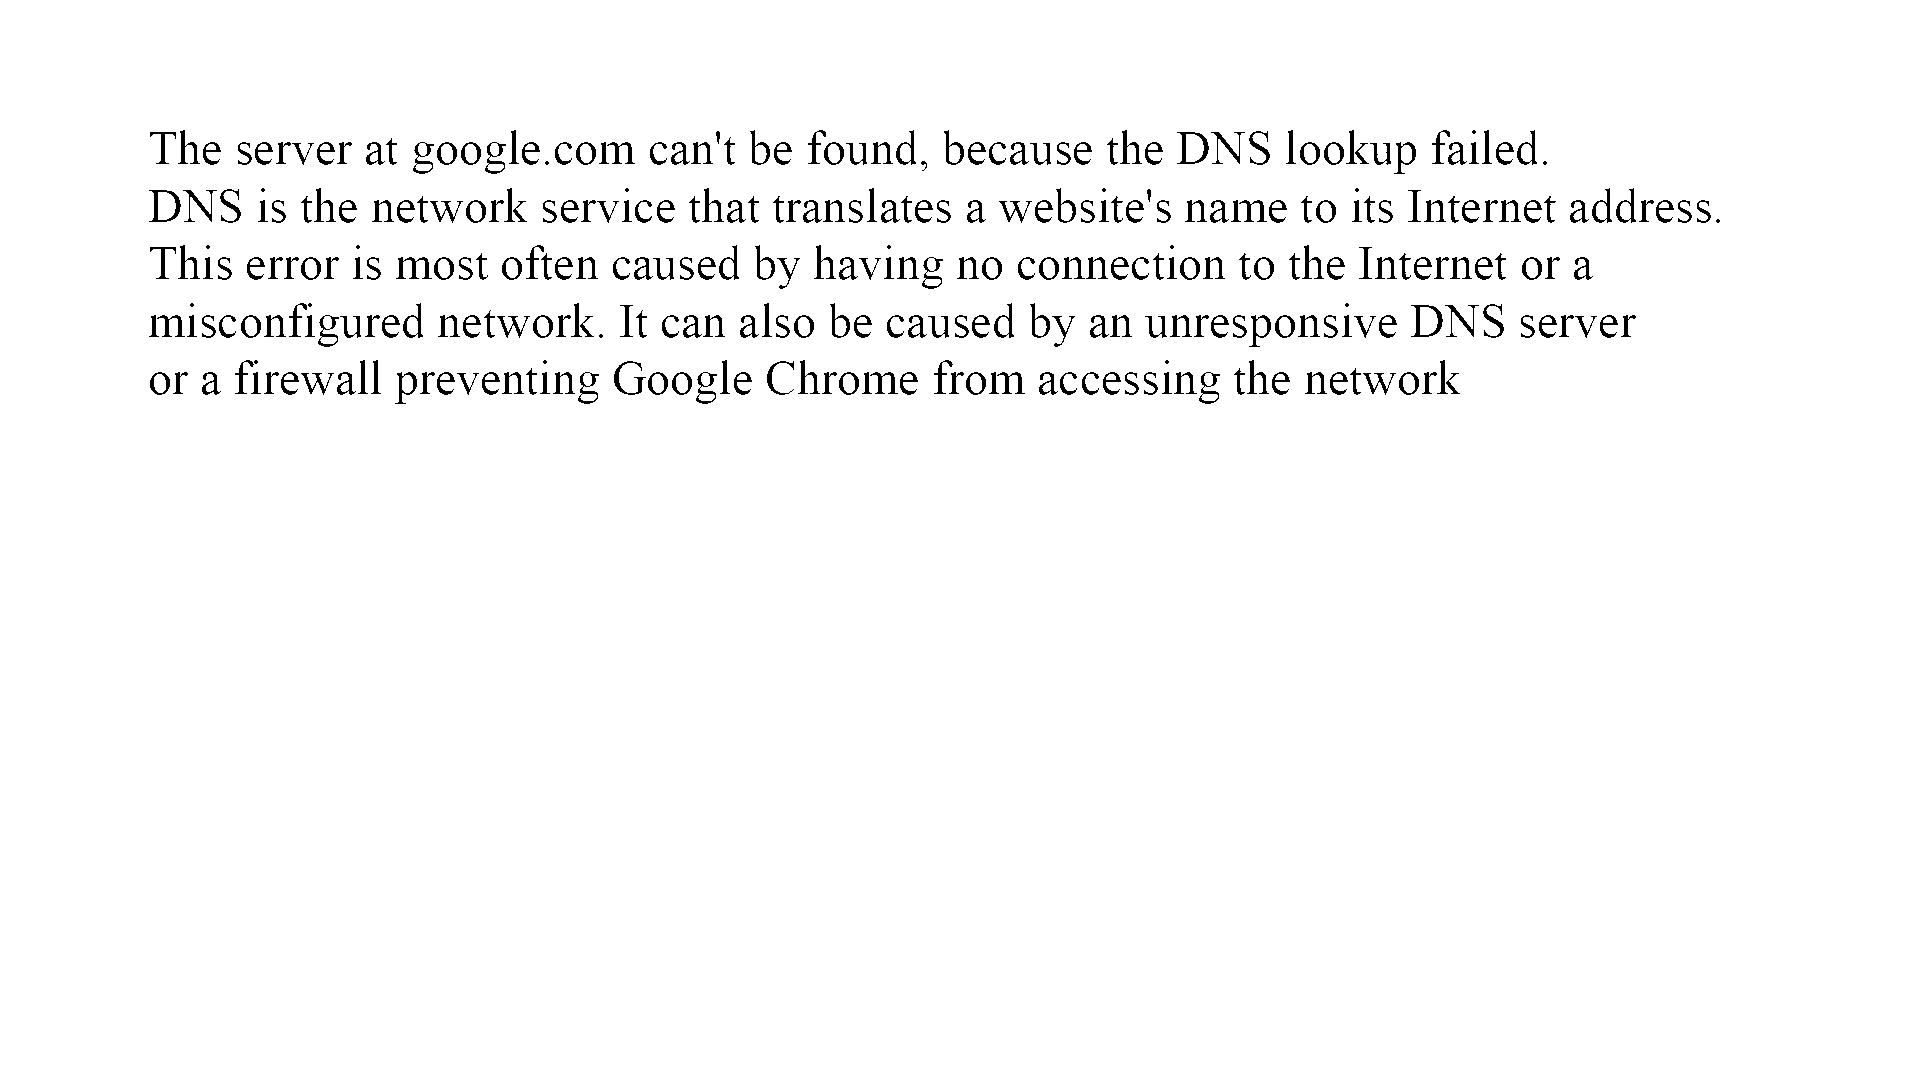 The server at google.com can't be found, because the DNS lookup failed.
DNS is the network service that translates a website's name to its Internet address.
This error is most often caused by having no connection to the Internet or a
misconfigured network. It can also be caused by an unresponsive DNS server
or a firewall preventing Google Chrome from accessing the network